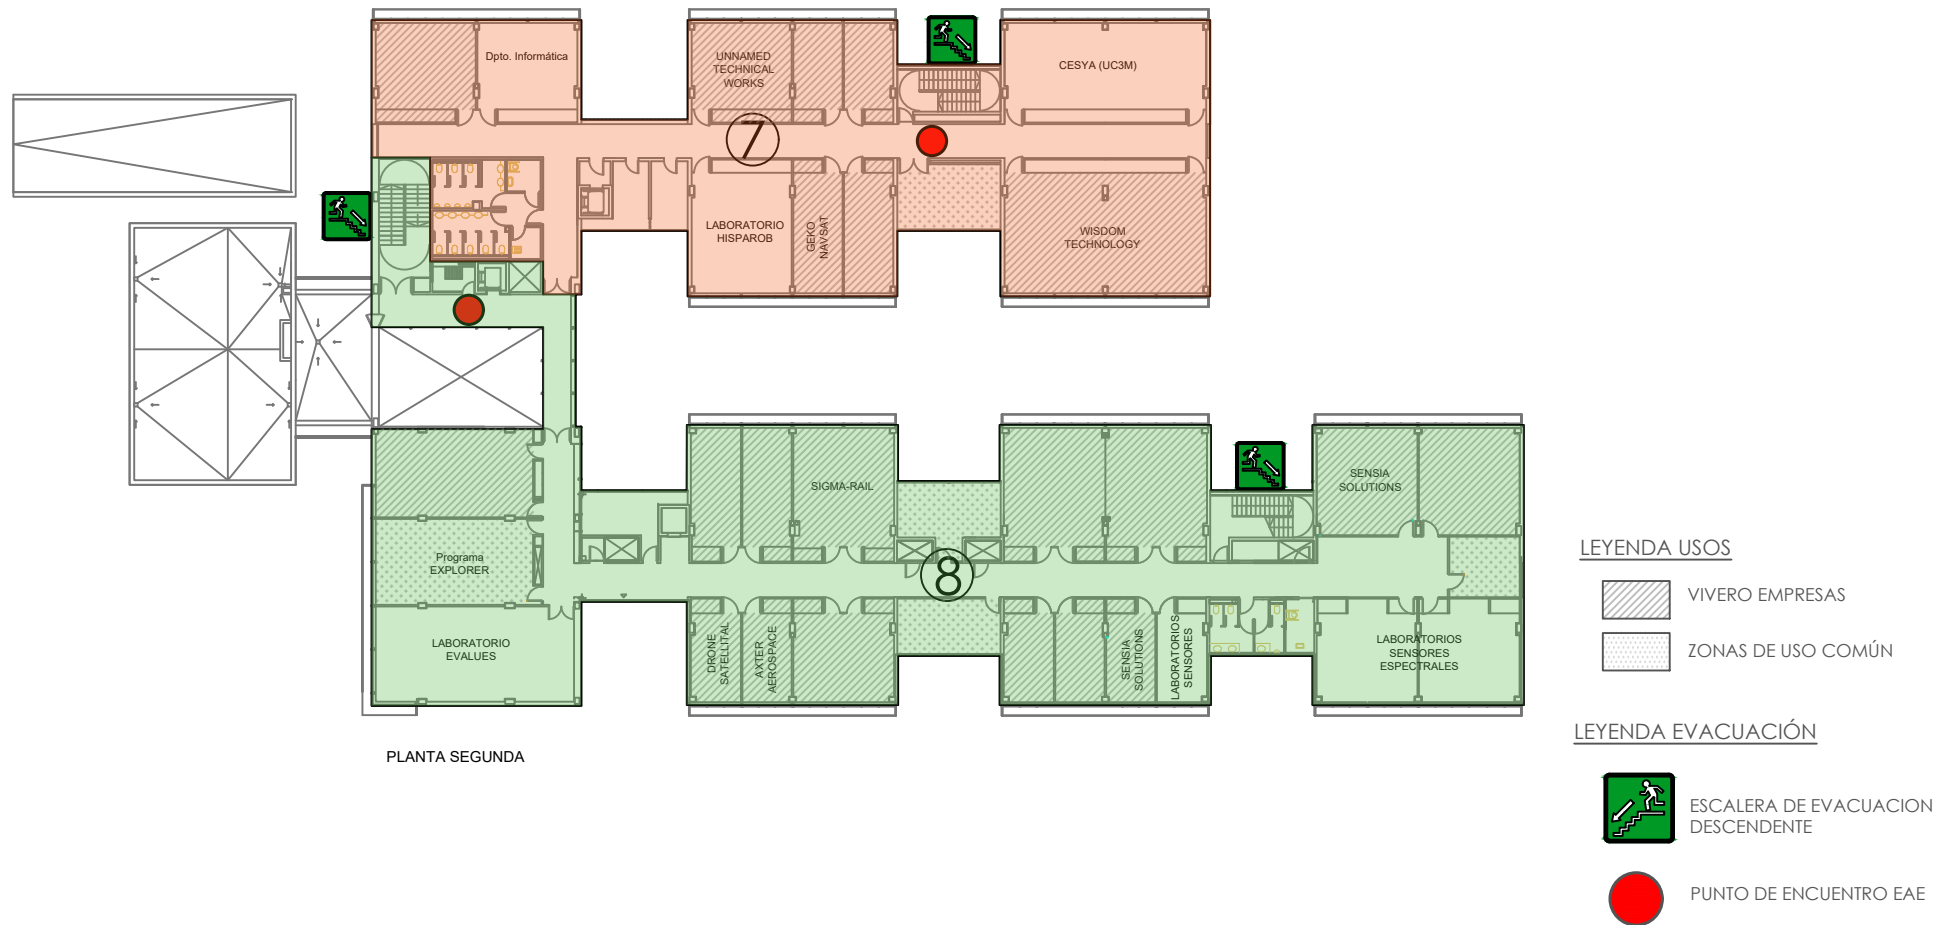 Dpto. Informática
UNNAMED
TECHNICAL
WORKS
CESYA (UC3M)
7
LABORATORIO
HISPAROB
GEKO
NAVSAT
WISDOM
TECHNOLOGY
SIGMA-RAIL
SENSIA
SOLUTIONS
Programa
EXPLORER
8
LABORATORIO
EVALUES
DRONE
SATELLITAL
AXTER
AEROSPACE
SENSIA
SOLUTIONS
LABORATORIOS
SENSORES
LABORATORIOS
SENSORES
ESPECTRALES
PLANTA SEGUNDA
LEYENDA USOS
VIVERO EMPRESAS
ZONAS DE USO COMÚN
LEYENDA EVACUACIÓN
ESCALERA DE EVACUACION
DESCENDENTE
PUNTO DE ENCUENTRO EAE